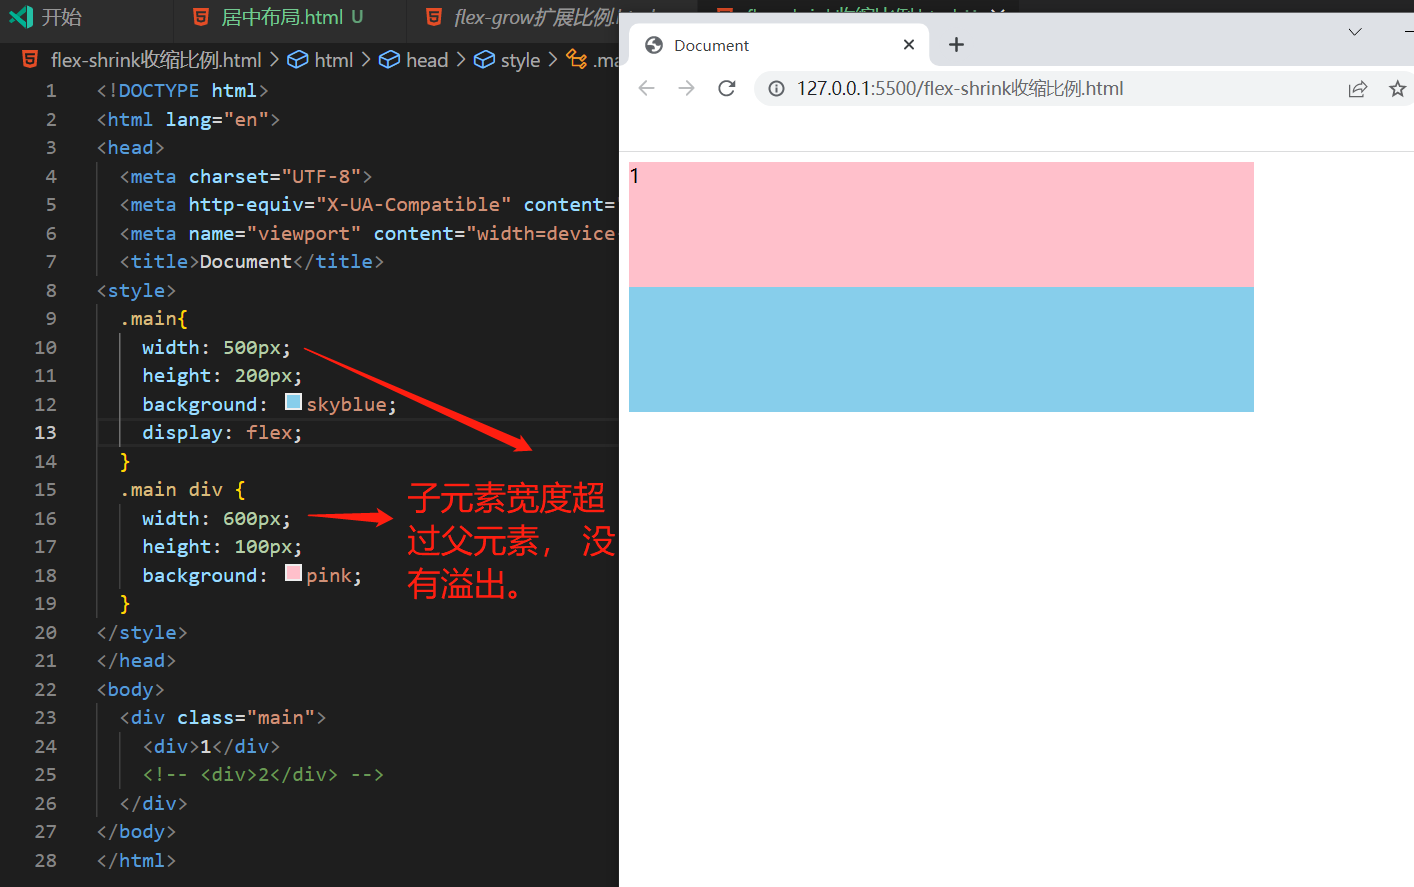 开始
居中布局.html U
flex-grow扩展比例.html
flex-shrink收缩比例.html > html > head > style > .ma
1 <!DOCTYPE html>
2 <html lang="en">
3 <head>
4 <meta charset="UTF-8">
5 <meta http-equiv="X-UA-Compatible" content="
6 <meta name="viewport" content="width=device-
7 <title>Document</title>
8 <style>
9 .main{
10 width: 500px;
11 height: 200px;
12 background: skyblue;
13 display: flex;
14 }
15 .main div {
16 width: 600px;
17 height: 100px;
18 background: pink;
19 }
20 </style>
21 </head>
22 <body>
23 <div class="main">
24 <div>1</div>
25 <!-- <div>2</div> -->
26 </div>
27 </body>
28 </html>
子元素宽度超
过父元素， 没
有溢出。
Document
127.0.0.1:5500/flex-shrink收缩比例.html
1